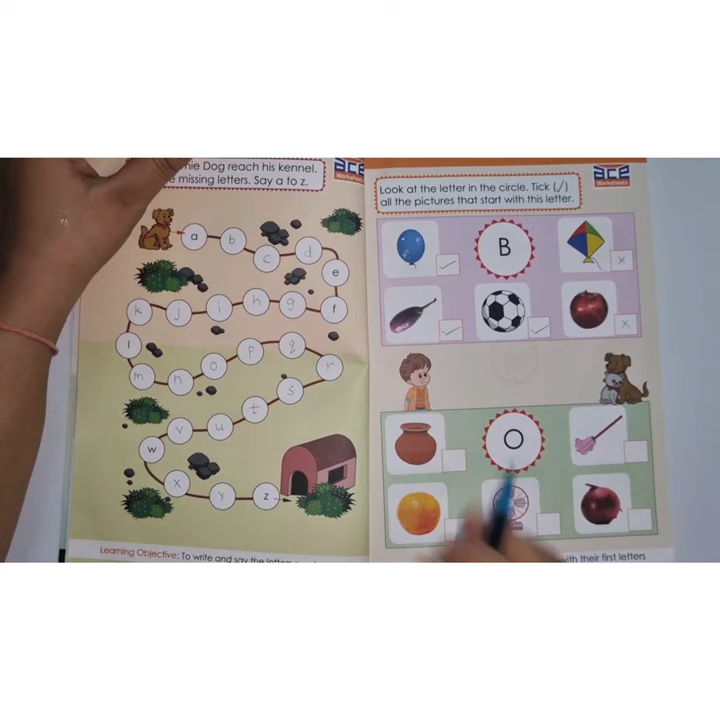 Dog reach his kennel.
missing letters. Say a to z.
ace
Worksheets
a
b
c
d
e
f
g
h
i
j
k
l
m
n
o
p
q
r
s
t
u
v
w
x
y
z
Learning Objective: To write and say the letters
ace
Worksheets
Look at the letter in the circle. Tick (✓)
all the pictures that start with this letter.
B
✓
x
✓
✓
x
O
with their first letters